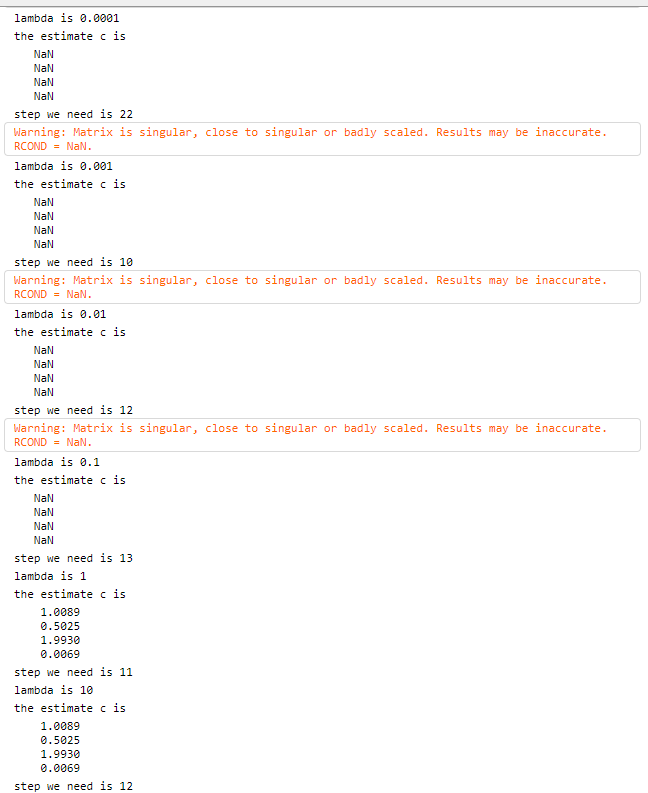 lambda is 0.0001
the estimate c is
NaN
NaN
NaN
NaN
step we need is 22
Warning: Matrix is singular, close to singular or badly scaled. Results may be inaccurate.
RCOND = NaN.
lambda is 0.001
the estimate c is
NaN
NaN
NaN
NaN
step we need is 10
Warning: Matrix is singular, close to singular or badly scaled. Results may be inaccurate.
RCOND = NaN.
lambda is 0.01
the estimate c is
NaN
NaN
NaN
NaN
step we need is 12
Warning: Matrix is singular, close to singular or badly scaled. Results may be inaccurate.
RCOND = NaN.
lambda is 0.1
the estimate c is
NaN
NaN
NaN
NaN
step we need is 13
lambda is 1
the estimate c is
1.0089
0.5025
1.9930
0.0069
step we need is 11
lambda is 10
the estimate c is
1.0089
0.5025
1.9930
0.0069
step we need is 12